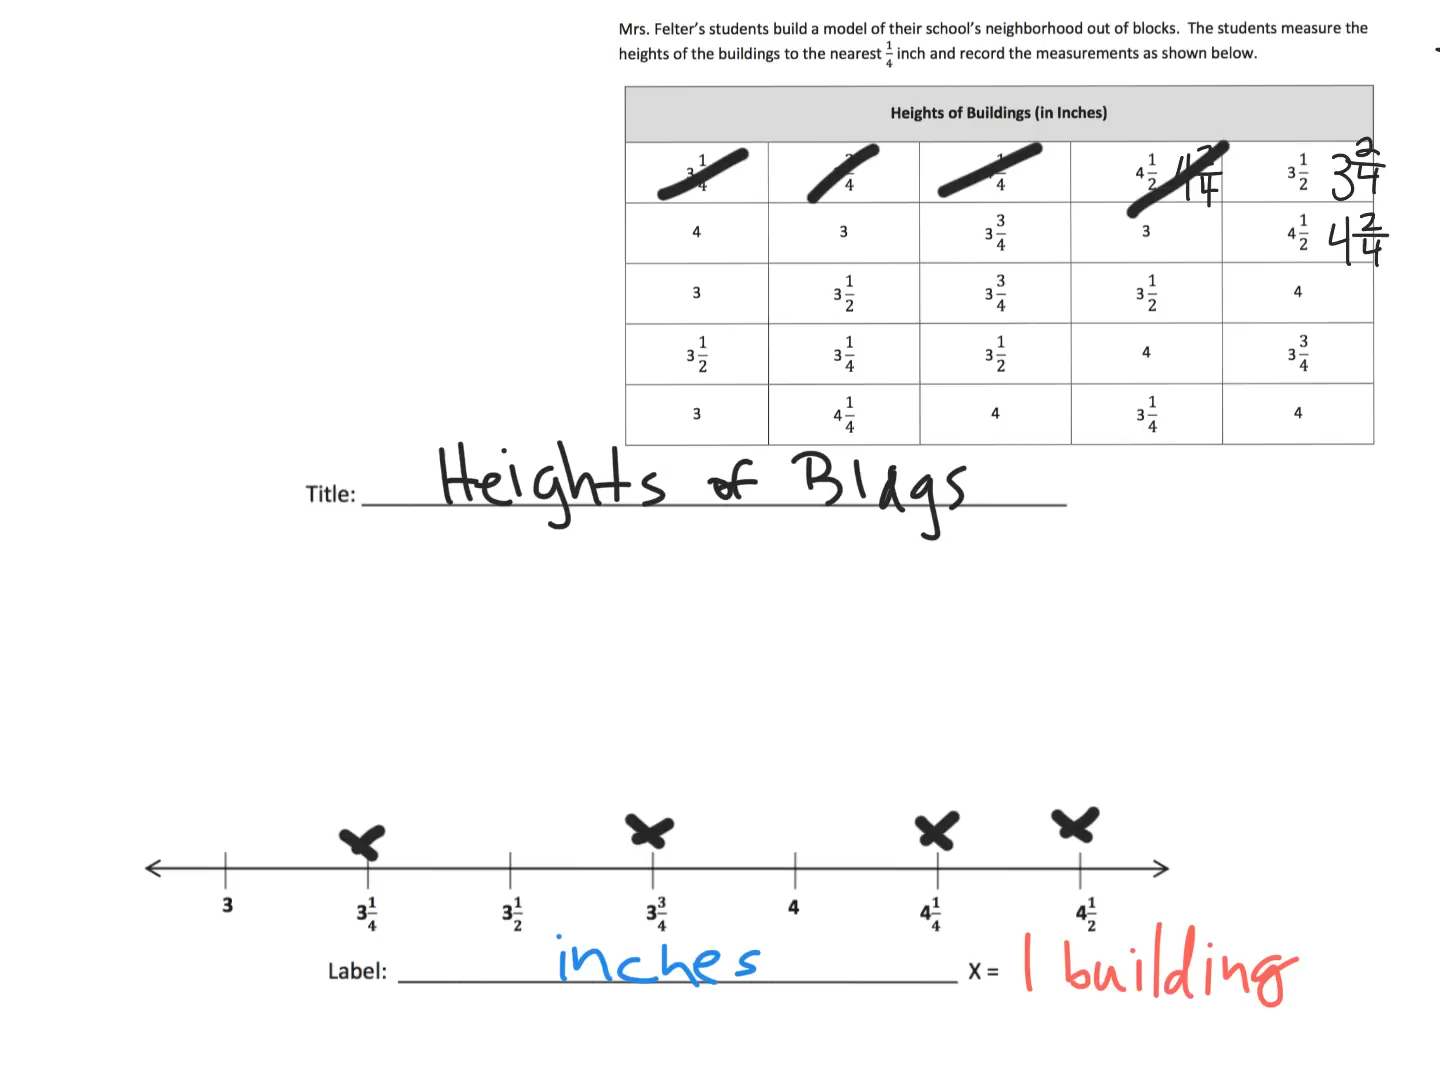 Mrs. Felter's students build a model of their school's neighborhood out of blocks. The students measure the
heights of the buildings to the nearest 1/4 inch and record the measurements as shown below.
Heights of Buildings (in Inches)
4 1/2 4 2/4 3 1/2 3 2/4
4 3 3 3/4 3 4 1/2 4 2/4
3 3 1/2 3 3/4 3 1/2 4
3 1/2 3 1/4 3 1/2 4 3 3/4
3 4 1/4 4 3 1/4 4
Title: Heights of Bldgs
3 3 1/4 3 1/2 3 3/4 4 4 1/4 4 1/2
Label: inches X = 1 building